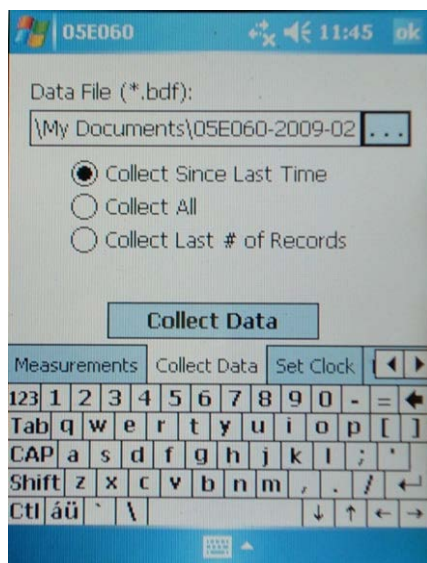 05E060 11:45 ok
Data File (*.bdf):
\My Documents\05E060-2009-02 ...
Collect Since Last Time
Collect All
Collect Last # of Records
Collect Data
Measurements Collect Data Set Clock
123 1 2 3 4 5 6 7 8 9 0 - =
Tab q w e r t y u i o p [ ]
CAP a s d f g h j k l ; '
Shift z x c v b n m , . /
Ctl áü ` \